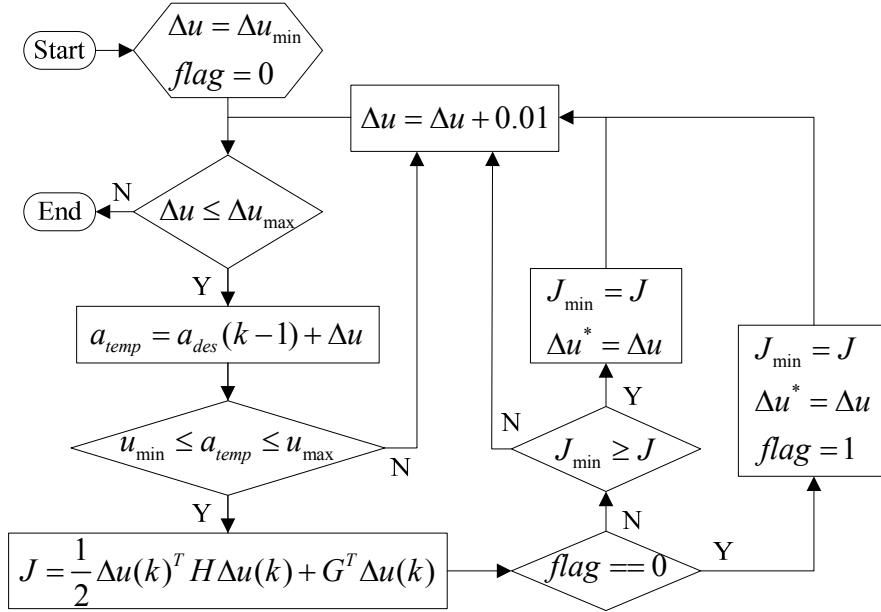 Start
Δu = Δu_min
flag = 0
Δu = Δu + 0.01
End
N
Δu ≤ Δu_max
Y
a_temp = a_des(k−1) + Δu
u_min ≤ a_temp ≤ u_max
N
Y
J = 1/2 Δu(k)^T HΔu(k) + G^T Δu(k)
flag == 0
N
Y
J_min ≥ J
N
Y
J_min = J
Δu^* = Δu
J_min = J
Δu^* = Δu
flag = 1